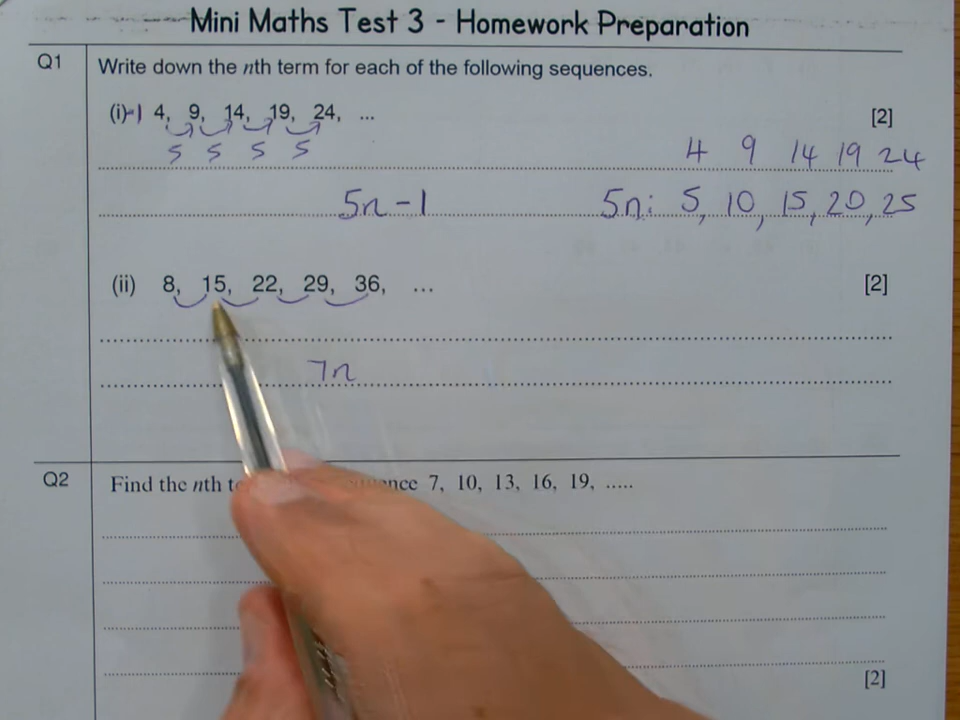 Mini Maths Test 3 - Homework Preparation
Q1 Write down the nth term for each of the following sequences.
(i) -1 4, 9, 14, 19, 24, ... [2]
5 5 5 5 4 9 14 19 24
5n - 1 5n: 5, 10, 15, 20, 25
(ii) 8, 15, 22, 29, 36, ... [2]
7n
Q2 Find the nth 7, 10, 13, 16, 19, .....
[2]